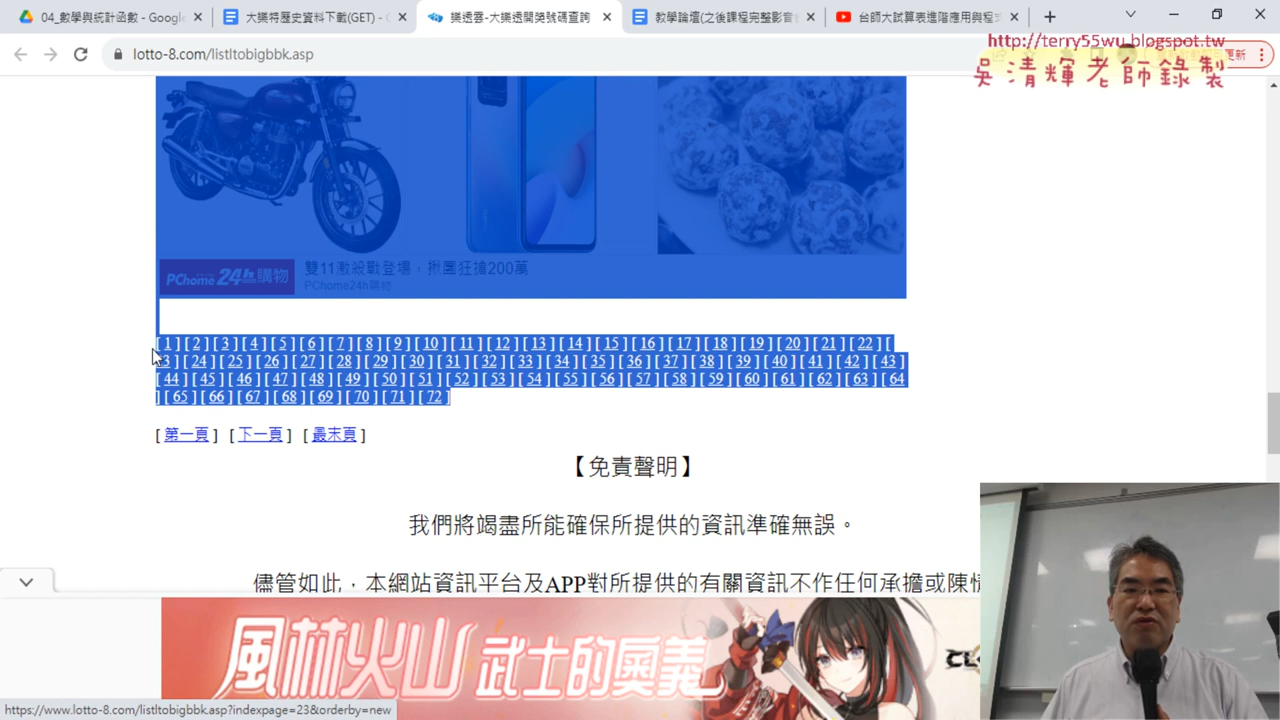 04_數學與統計函數 - Google
大樂特歷史資料下載(GET) - G
樂透雲-大樂透開獎號碼查詢
教學論壇(之後課程完整影音
台師大試算表進階應用與程式
lotto-8.com/listltobigbbk.asp
更新
http://terry55wu.blogspot.tw
吳清輝老師錄製
PChome 24h 購物
雙11激殺戰登場，揪團狂擒200萬
PChome24h購物
[ 1 ] [ 2 ] [ 3 ] [ 4 ] [ 5 ] [ 6 ] [ 7 ] [ 8 ] [ 9 ] [ 10 ] [ 11 ] [ 12 ] [ 13 ] [ 14 ] [ 15 ] [ 16 ] [ 17 ] [ 18 ] [ 19 ] [ 20 ] [ 21 ] [ 22 ] [
3 ] [ 24 ] [ 25 ] [ 26 ] [ 27 ] [ 28 ] [ 29 ] [ 30 ] [ 31 ] [ 32 ] [ 33 ] [ 34 ] [ 35 ] [ 36 ] [ 37 ] [ 38 ] [ 39 ] [ 40 ] [ 41 ] [ 42 ] [ 43 ]
[ 44 ] [ 45 ] [ 46 ] [ 47 ] [ 48 ] [ 49 ] [ 50 ] [ 51 ] [ 52 ] [ 53 ] [ 54 ] [ 55 ] [ 56 ] [ 57 ] [ 58 ] [ 59 ] [ 60 ] [ 61 ] [ 62 ] [ 63 ] [ 64
] [ 65 ] [ 66 ] [ 67 ] [ 68 ] [ 69 ] [ 70 ] [ 71 ] [ 72 ]
[ 第一頁 ] [ 下一頁 ] [ 最末頁 ]
【免責聲明】
我們將竭盡所能確保所提供的資訊準確無誤。
儘管如此，本網站資訊平台及APP對所提供的有關資訊不作任何承擔或陳
風林火山 武士的奧義
https://www.lotto-8.com/listltobigbbk.asp?indexpage=23&orderby=new